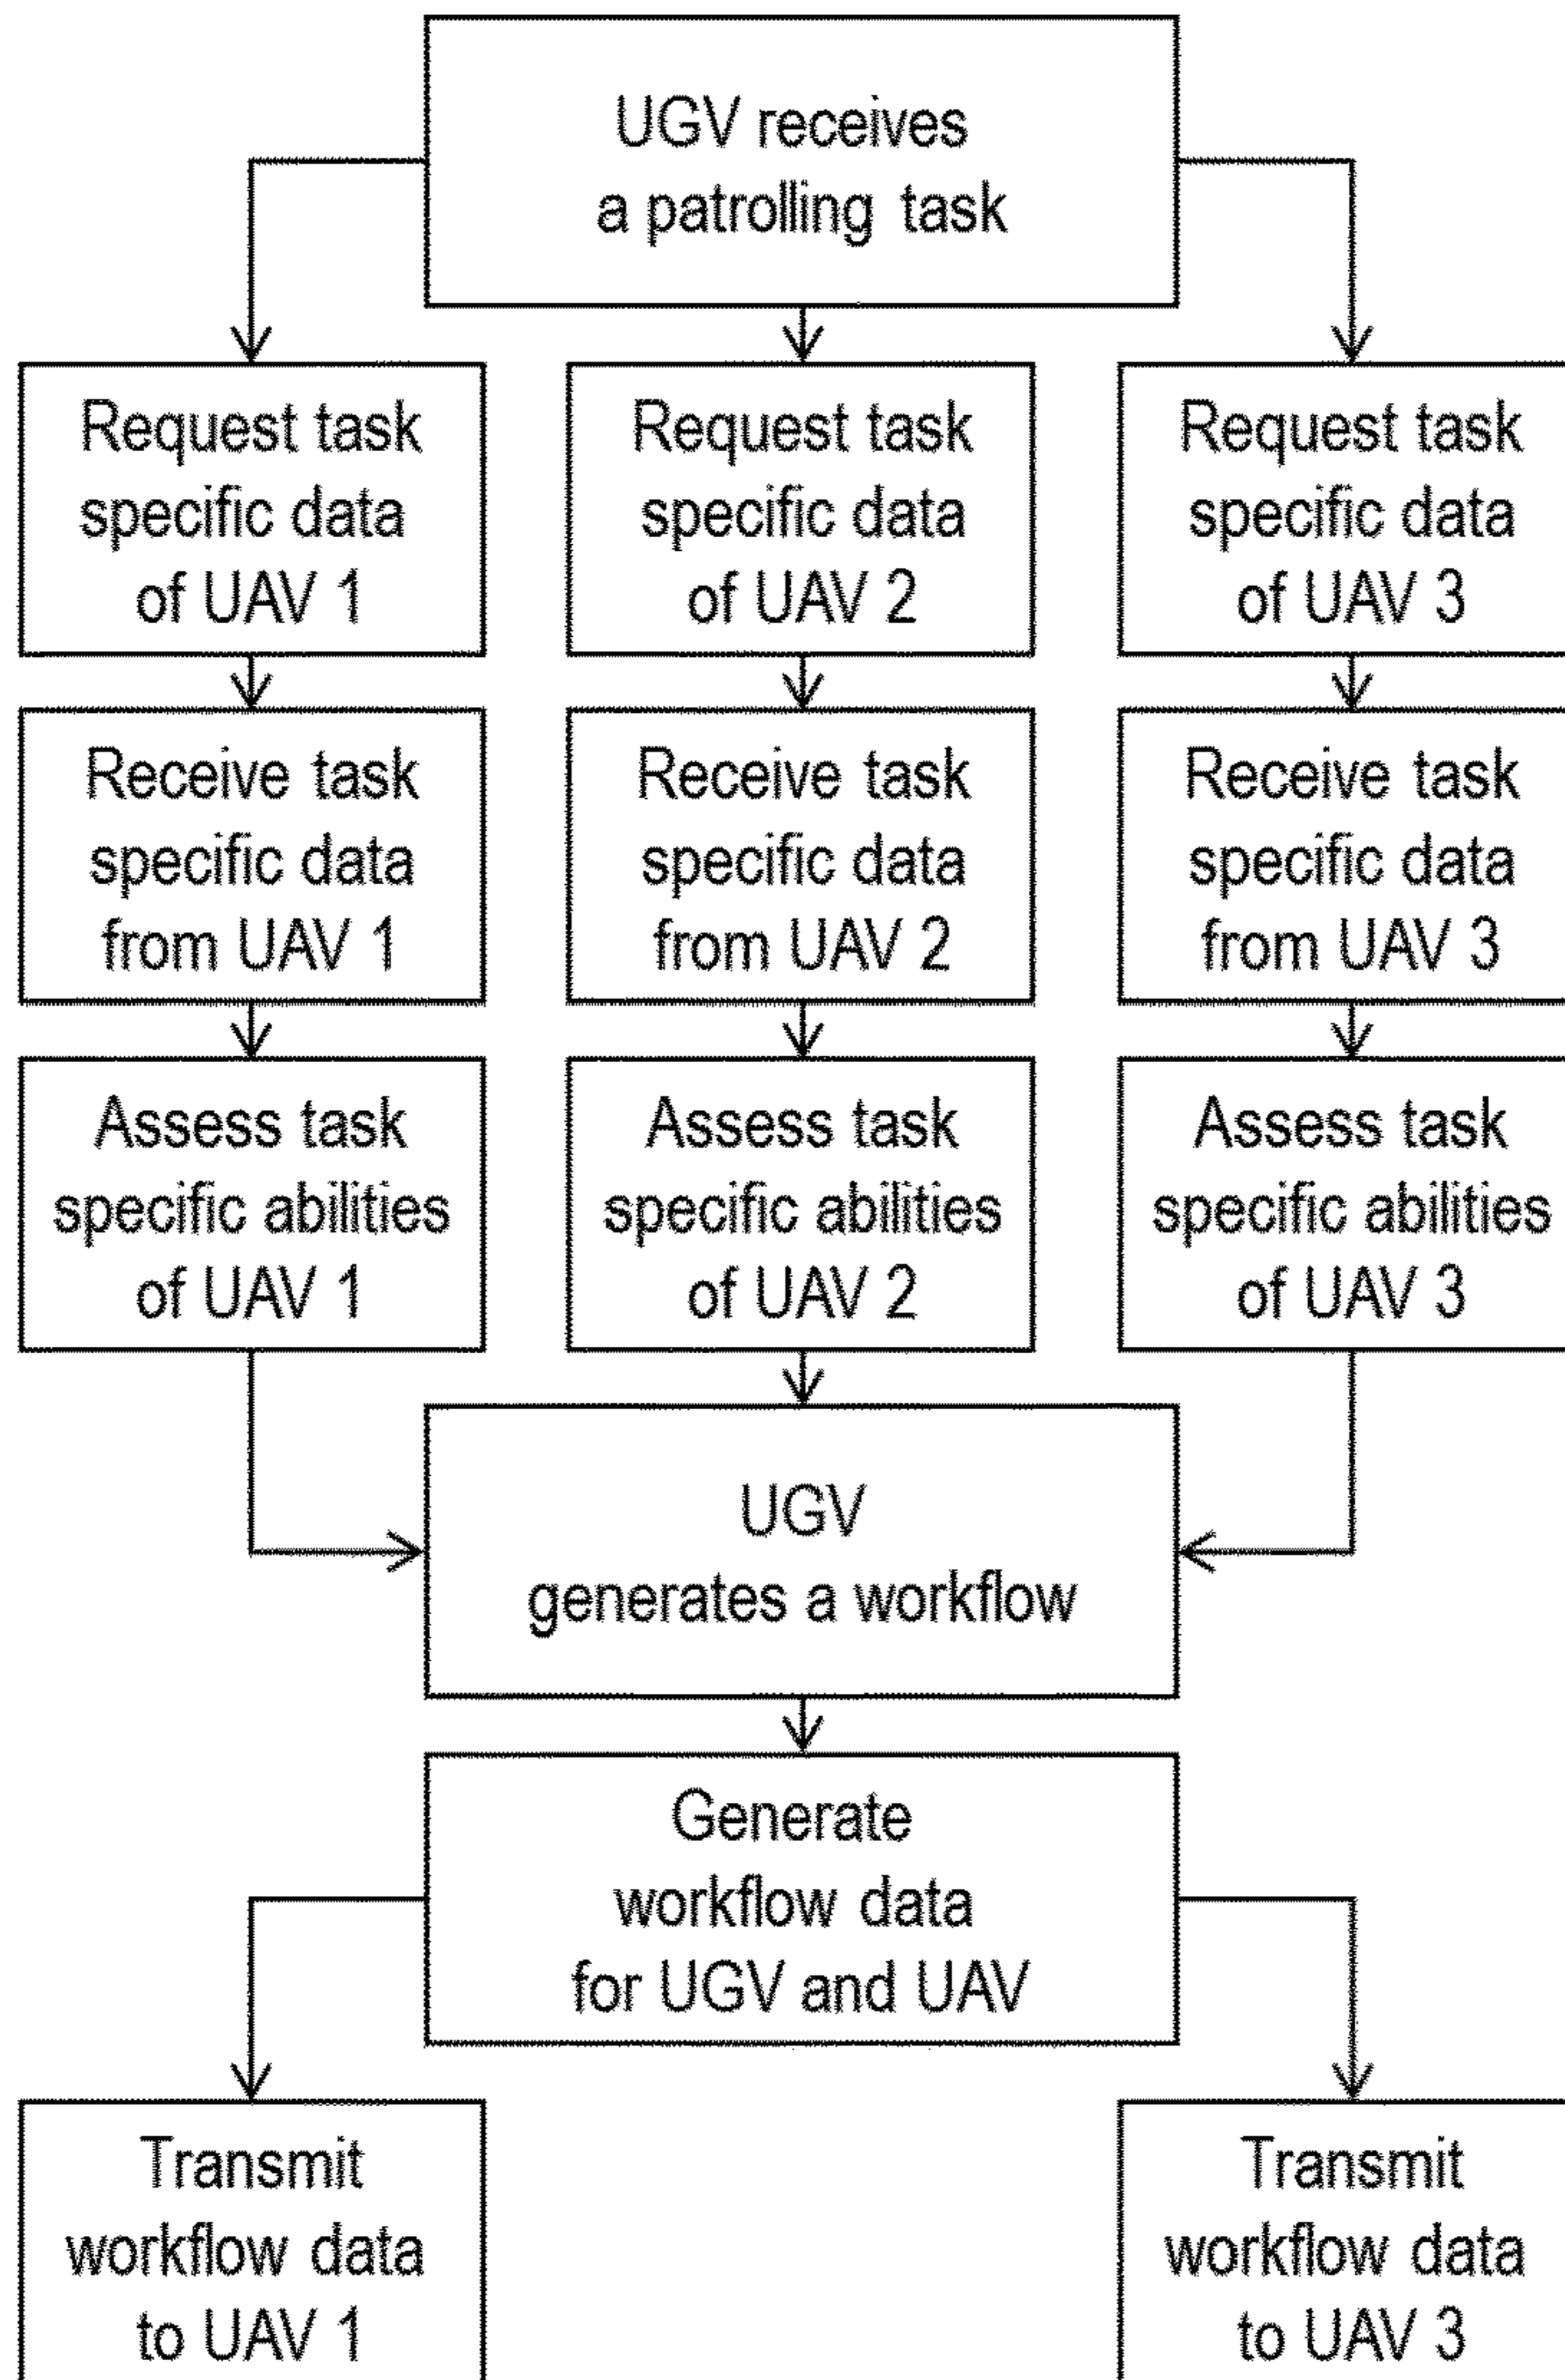 UGV receives
a patrolling task
Request task
specific data
of UAV 1
Request task
specific data
of UAV 2
Request task
specific data
of UAV 3
Receive task
specific data
from UAV 1
Receive task
specific data
from UAV 2
Receive task
specific data
from UAV 3
Assess task
specific abilities
of UAV 1
Assess task
specific abilities
of UAV 2
Assess task
specific abilities
of UAV 3
UGV
generates a workflow
Generate
workflow data
for UGV and UAV
Transmit
workflow data
to UAV 1
Transmit
workflow data
to UAV 3